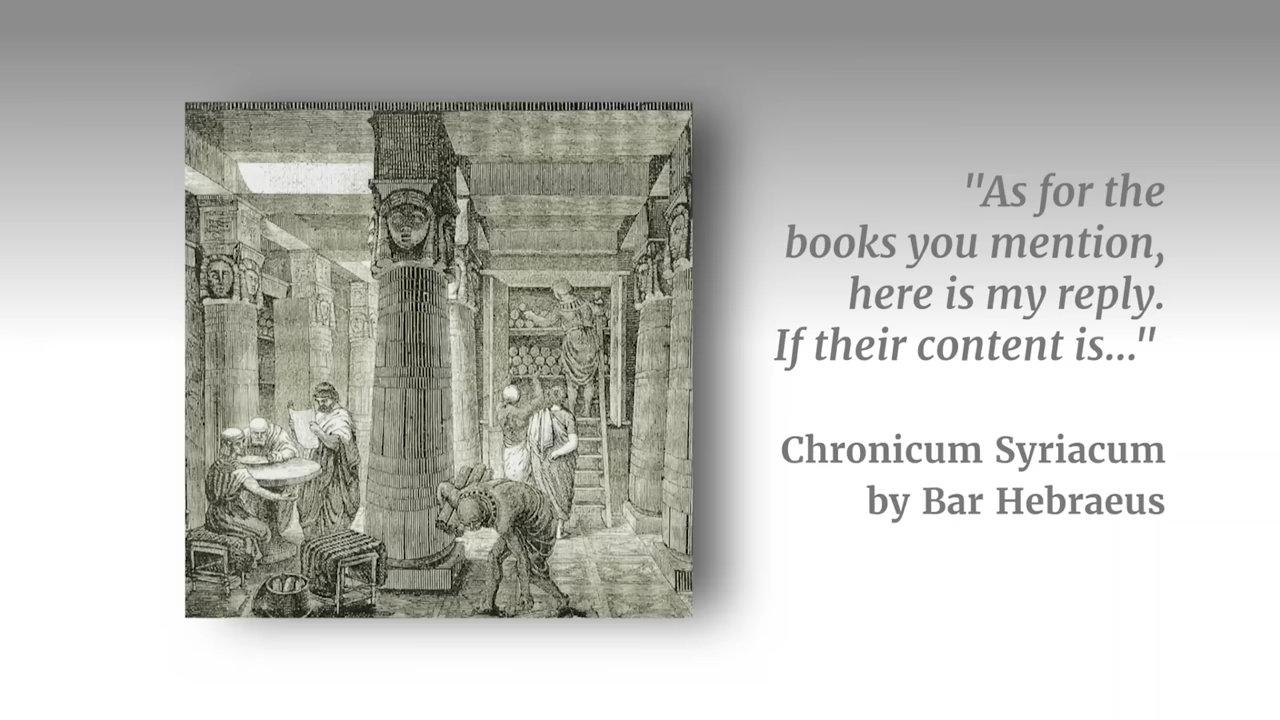 "As for the
books you mention,
here is my reply.
If their content is..."
Chronicum Syriacum
by Bar Hebraeus